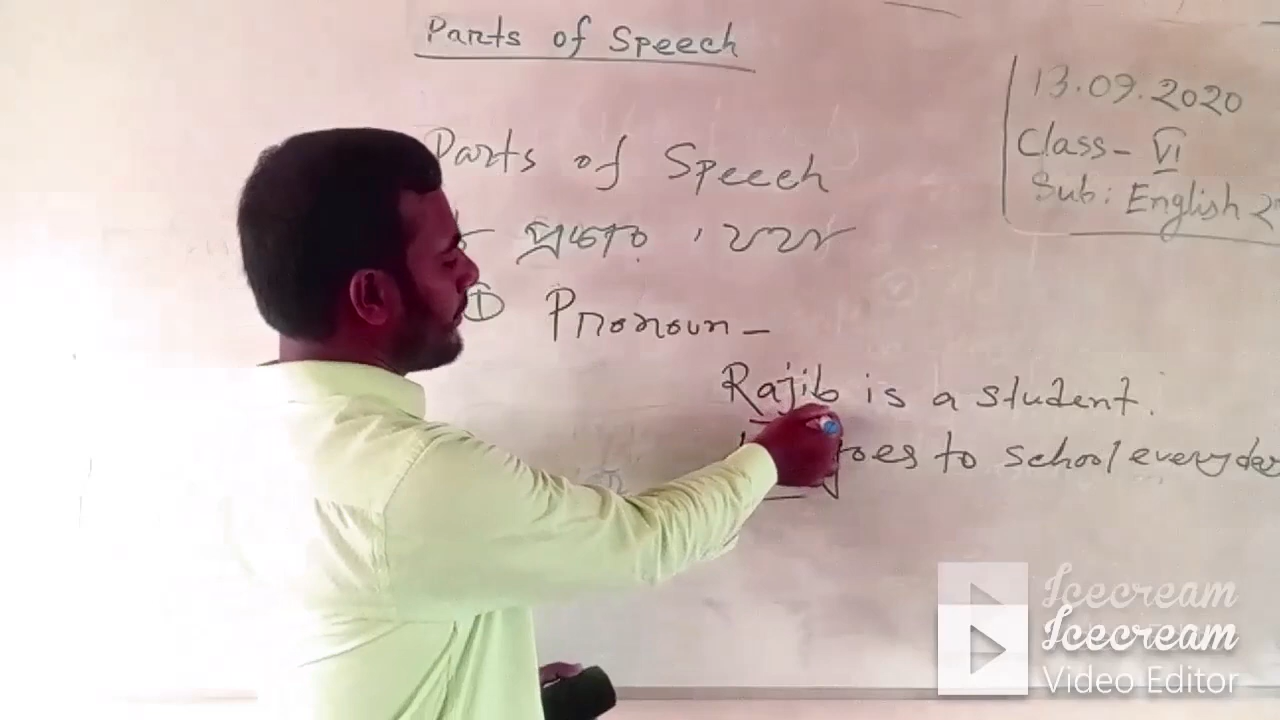 Parts of Speech
13.09.2020
Class - VI
Sub: English
Parts of Speech
Pronoun -
Rajib is a student.
goes to school every
Icecream
Icecream
Video Editor